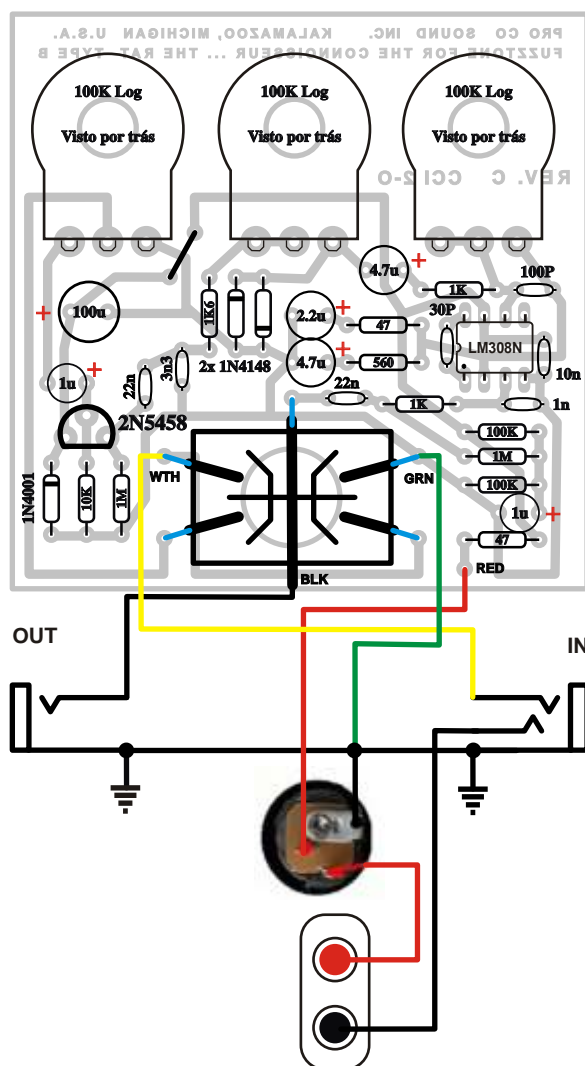 PRO CO SOUND INC. KALAMAZOO, MICHIGAN U.S.A.
FUZZTONE FOR THE CONNOISSEUR ... THE RAT TYPE B
100K Log
100K Log
100K Log
Visto por trás
Visto por trás
Visto por trás
REV. C CCI 2-0
4.7u
+
1K
100P
+
100u
1K6
2.2u
+
47
30P
LM308N
4.7u
+
560
10n
2x 1N4148
1u
+
22n
3n3
22n
1K
1n
2N5458
100K
1M
100K
1u
+
47
1N4001
10K
1M
WTH
GRN
BLK
RED
OUT
IN